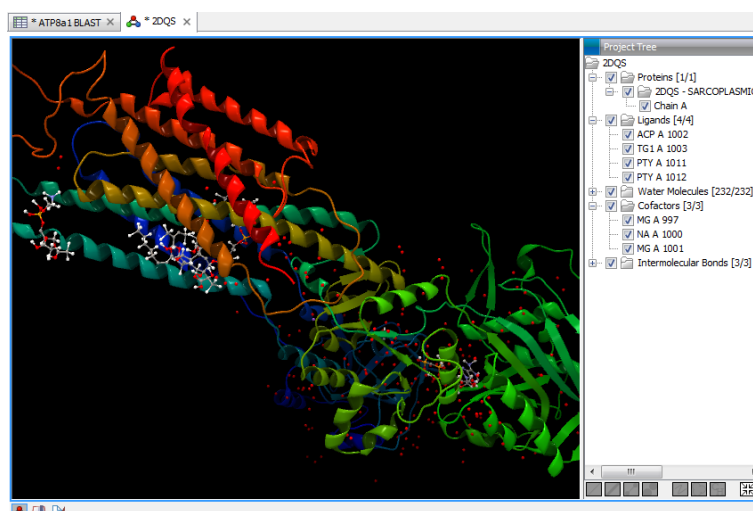 * ATP8a1 BLAST
* 2DQS
Project Tree
2DQS
Proteins [1/1]
2DQS - SARCOPLASMIC
Chain A
Ligands [4/4]
ACP A 1002
TG1 A 1003
PTY A 1011
PTY A 1012
Water Molecules [232/232]
Cofactors [3/3]
MG A 997
NA A 1000
MG A 1001
Intermolecular Bonds [3/3]